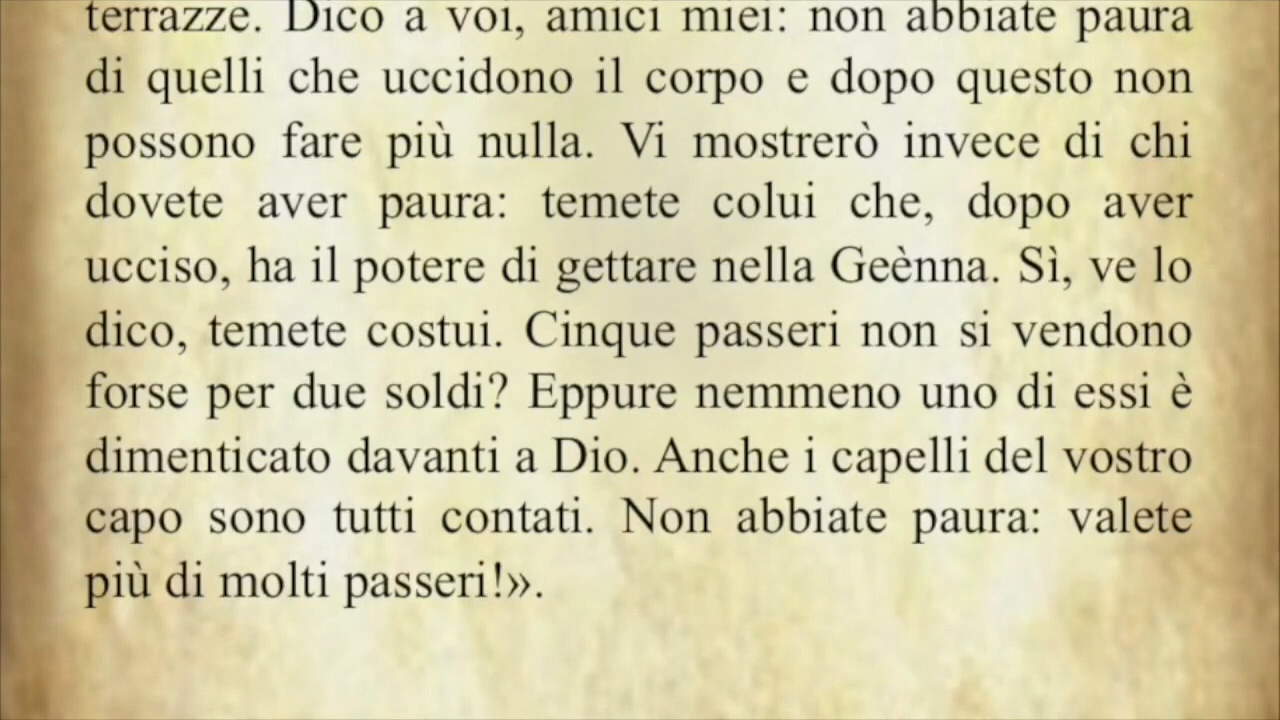 terrazze. Dico a voi, amici miei: non abbiate paura
di quelli che uccidono il corpo e dopo questo non
possono fare più nulla. Vi mostrerò invece di chi
dovete aver paura: temete colui che, dopo aver
ucciso, ha il potere di gettare nella Geènna. Sì, ve lo
dico, temete costui. Cinque passeri non si vendono
forse per due soldi? Eppure nemmeno uno di essi è
dimenticato davanti a Dio. Anche i capelli del vostro
capo sono tutti contati. Non abbiate paura: valete
più di molti passeri!».